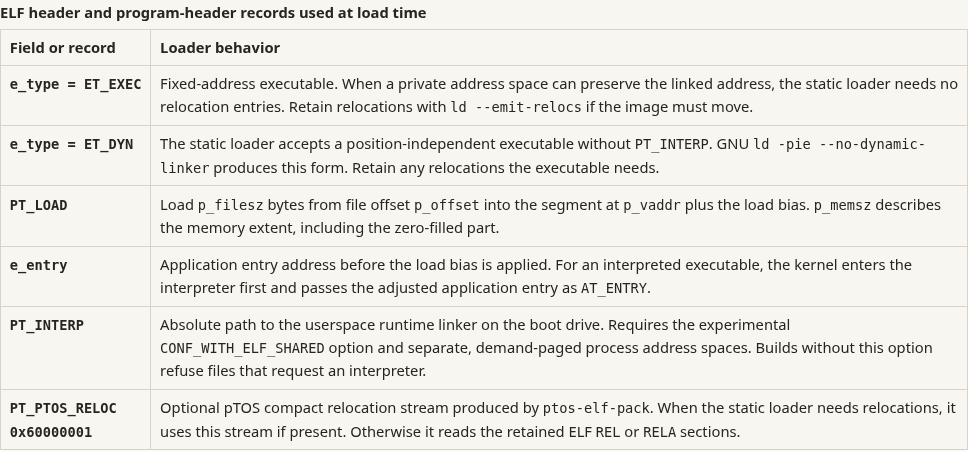 ELF header and program-header records used at load time
Field or record Loader behavior
e_type = ET_EXEC Fixed-address executable. When a private address space can preserve the linked address, the static loader needs no
relocation entries. Retain relocations with ld --emit-relocs if the image must move.
e_type = ET_DYN The static loader accepts a position-independent executable without PT_INTERP. GNU ld -pie --no-dynamic-
linker produces this form. Retain any relocations the executable needs.
PT_LOAD Load p_filesz bytes from file offset p_offset into the segment at p_vaddr plus the load bias. p_memsz describes
the memory extent, including the zero-filled part.
e_entry Application entry address before the load bias is applied. For an interpreted executable, the kernel enters the
interpreter first and passes the adjusted application entry as AT_ENTRY.
PT_INTERP Absolute path to the userspace runtime linker on the boot drive. Requires the experimental
CONF_WITH_ELF_SHARED option and separate, demand-paged process address spaces. Builds without this option
refuse files that request an interpreter.
PT_PTOS_RELOC Optional pTOS compact relocation stream produced by ptos-elf-pack. When the static loader needs relocations, it
0x60000001 uses this stream if present. Otherwise it reads the retained ELF REL or RELA sections.